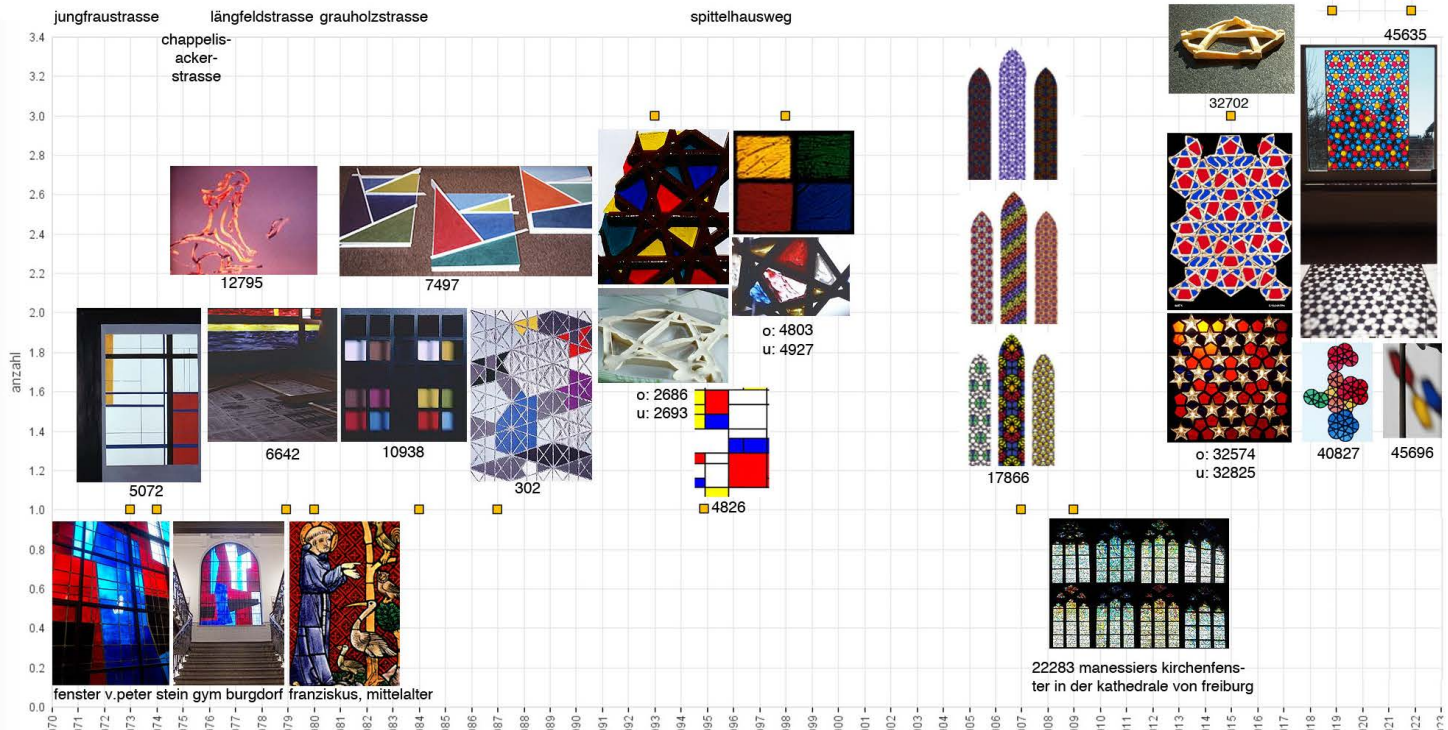 jungfraustrasse
längfeldstrasse
grauholzstrasse
spittelhausweg
chappelis-
acker-
strasse
45635
3.4
3.2
3.0
2.8
2.6
2.4
2.2
2.0
1.8
1.6
1.4
1.2
1.0
0.8
0.6
0.4
0.2
0.0
anzahl
32702
12795
7497
o: 4803
u: 4927
o: 2686
u: 2693
5072
6642
10938
302
4826
17866
o: 32574
u: 32825
40827
45696
fenster v.peter stein gym burgdorf
franziskus, mittelalter
22283 manessiers kirchenfens-
ter in der kathedrale von freiburg